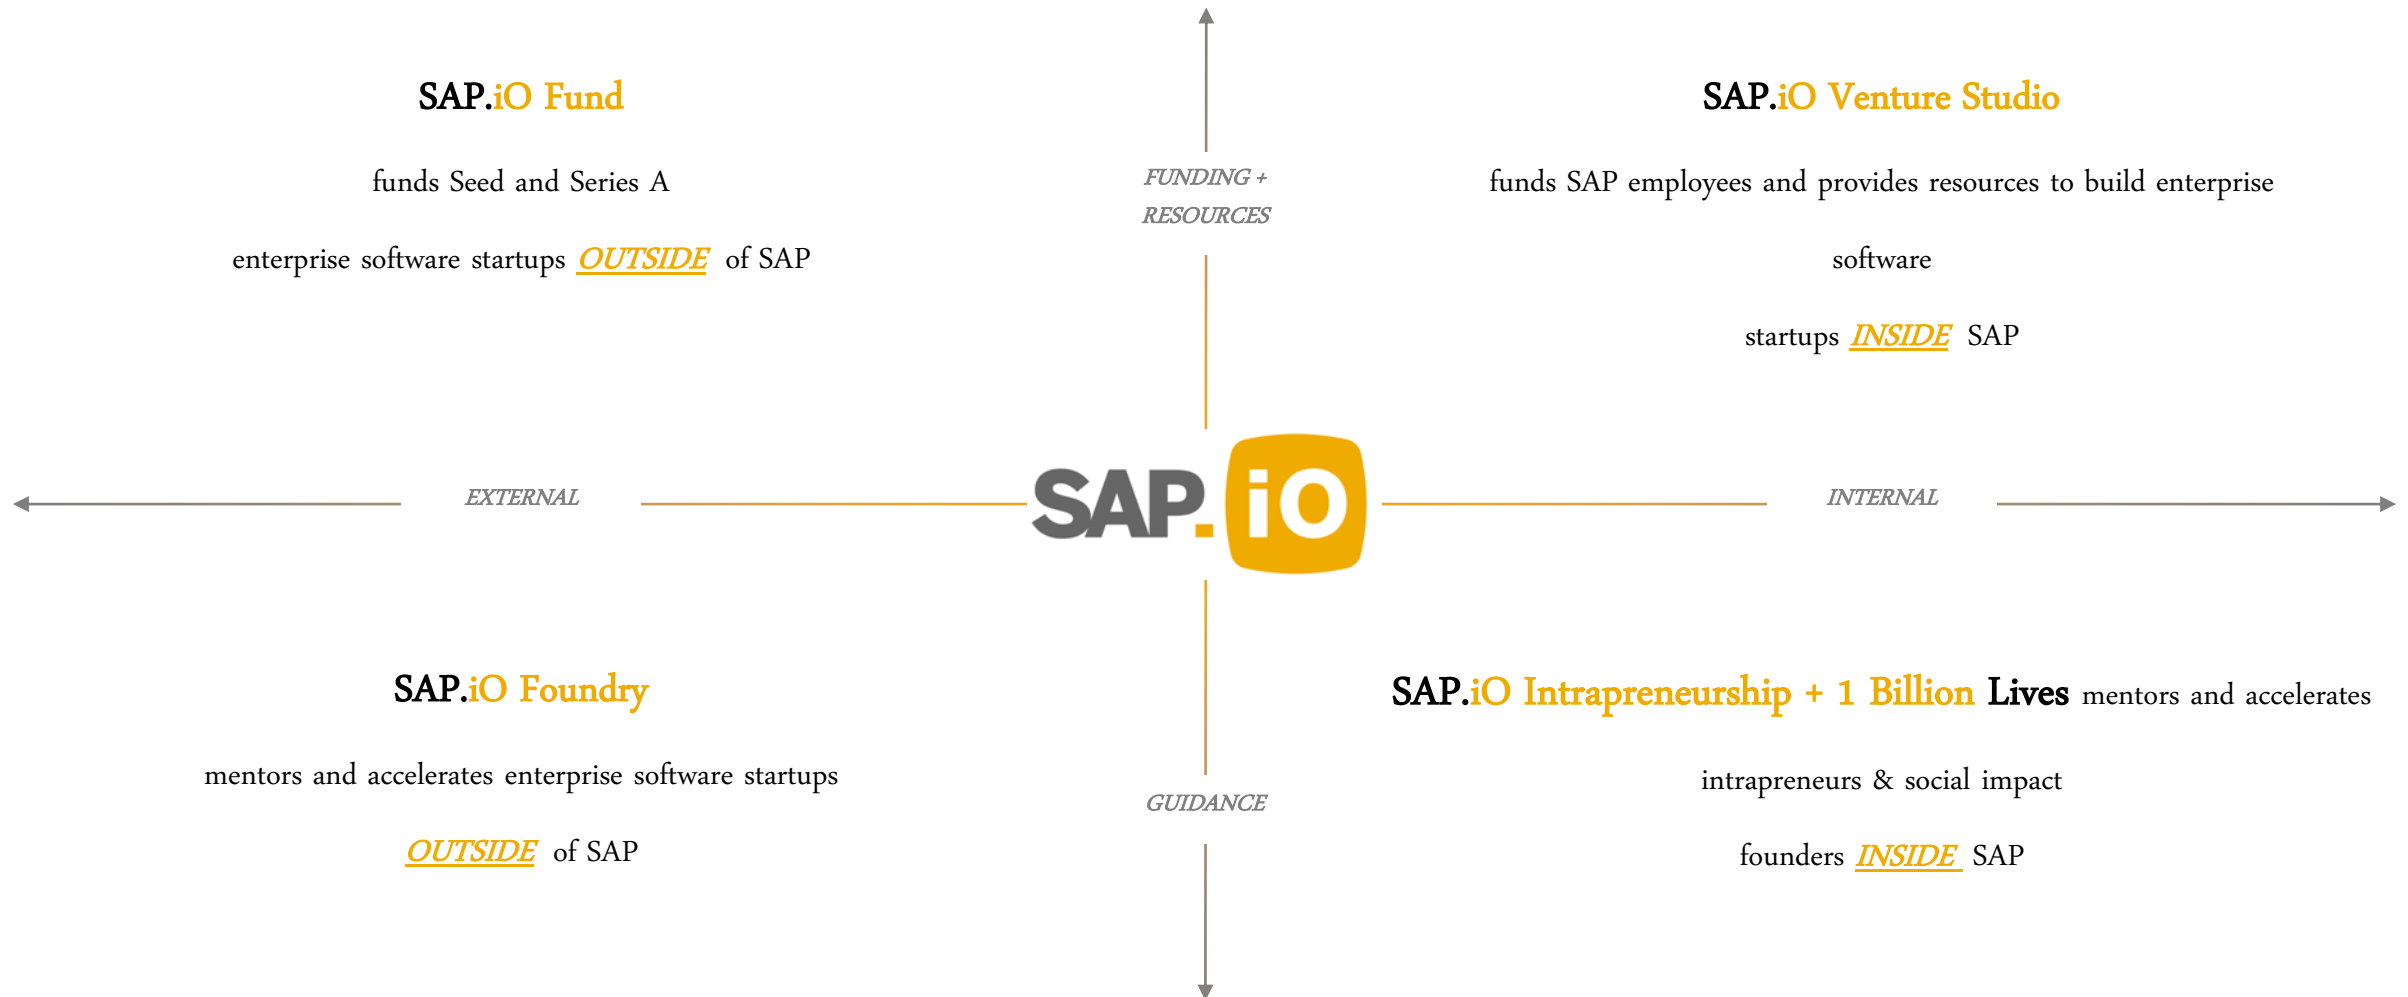 SAP.iO Fund
funds Seed and Series A
enterprise software startups OUTSIDE of SAP
FUNDING +
RESOURCES
SAP.iO Venture Studio
funds SAP employees and provides resources to build enterprise
software
startups INSIDE SAP
EXTERNAL
SAP.iO
INTERNAL
SAP.iO Foundry
mentors and accelerates enterprise software startups
OUTSIDE of SAP
GUIDANCE
SAP.iO Intrapreneurship + 1 Billion Lives mentors and accelerates
intrapreneurs & social impact
founders INSIDE SAP